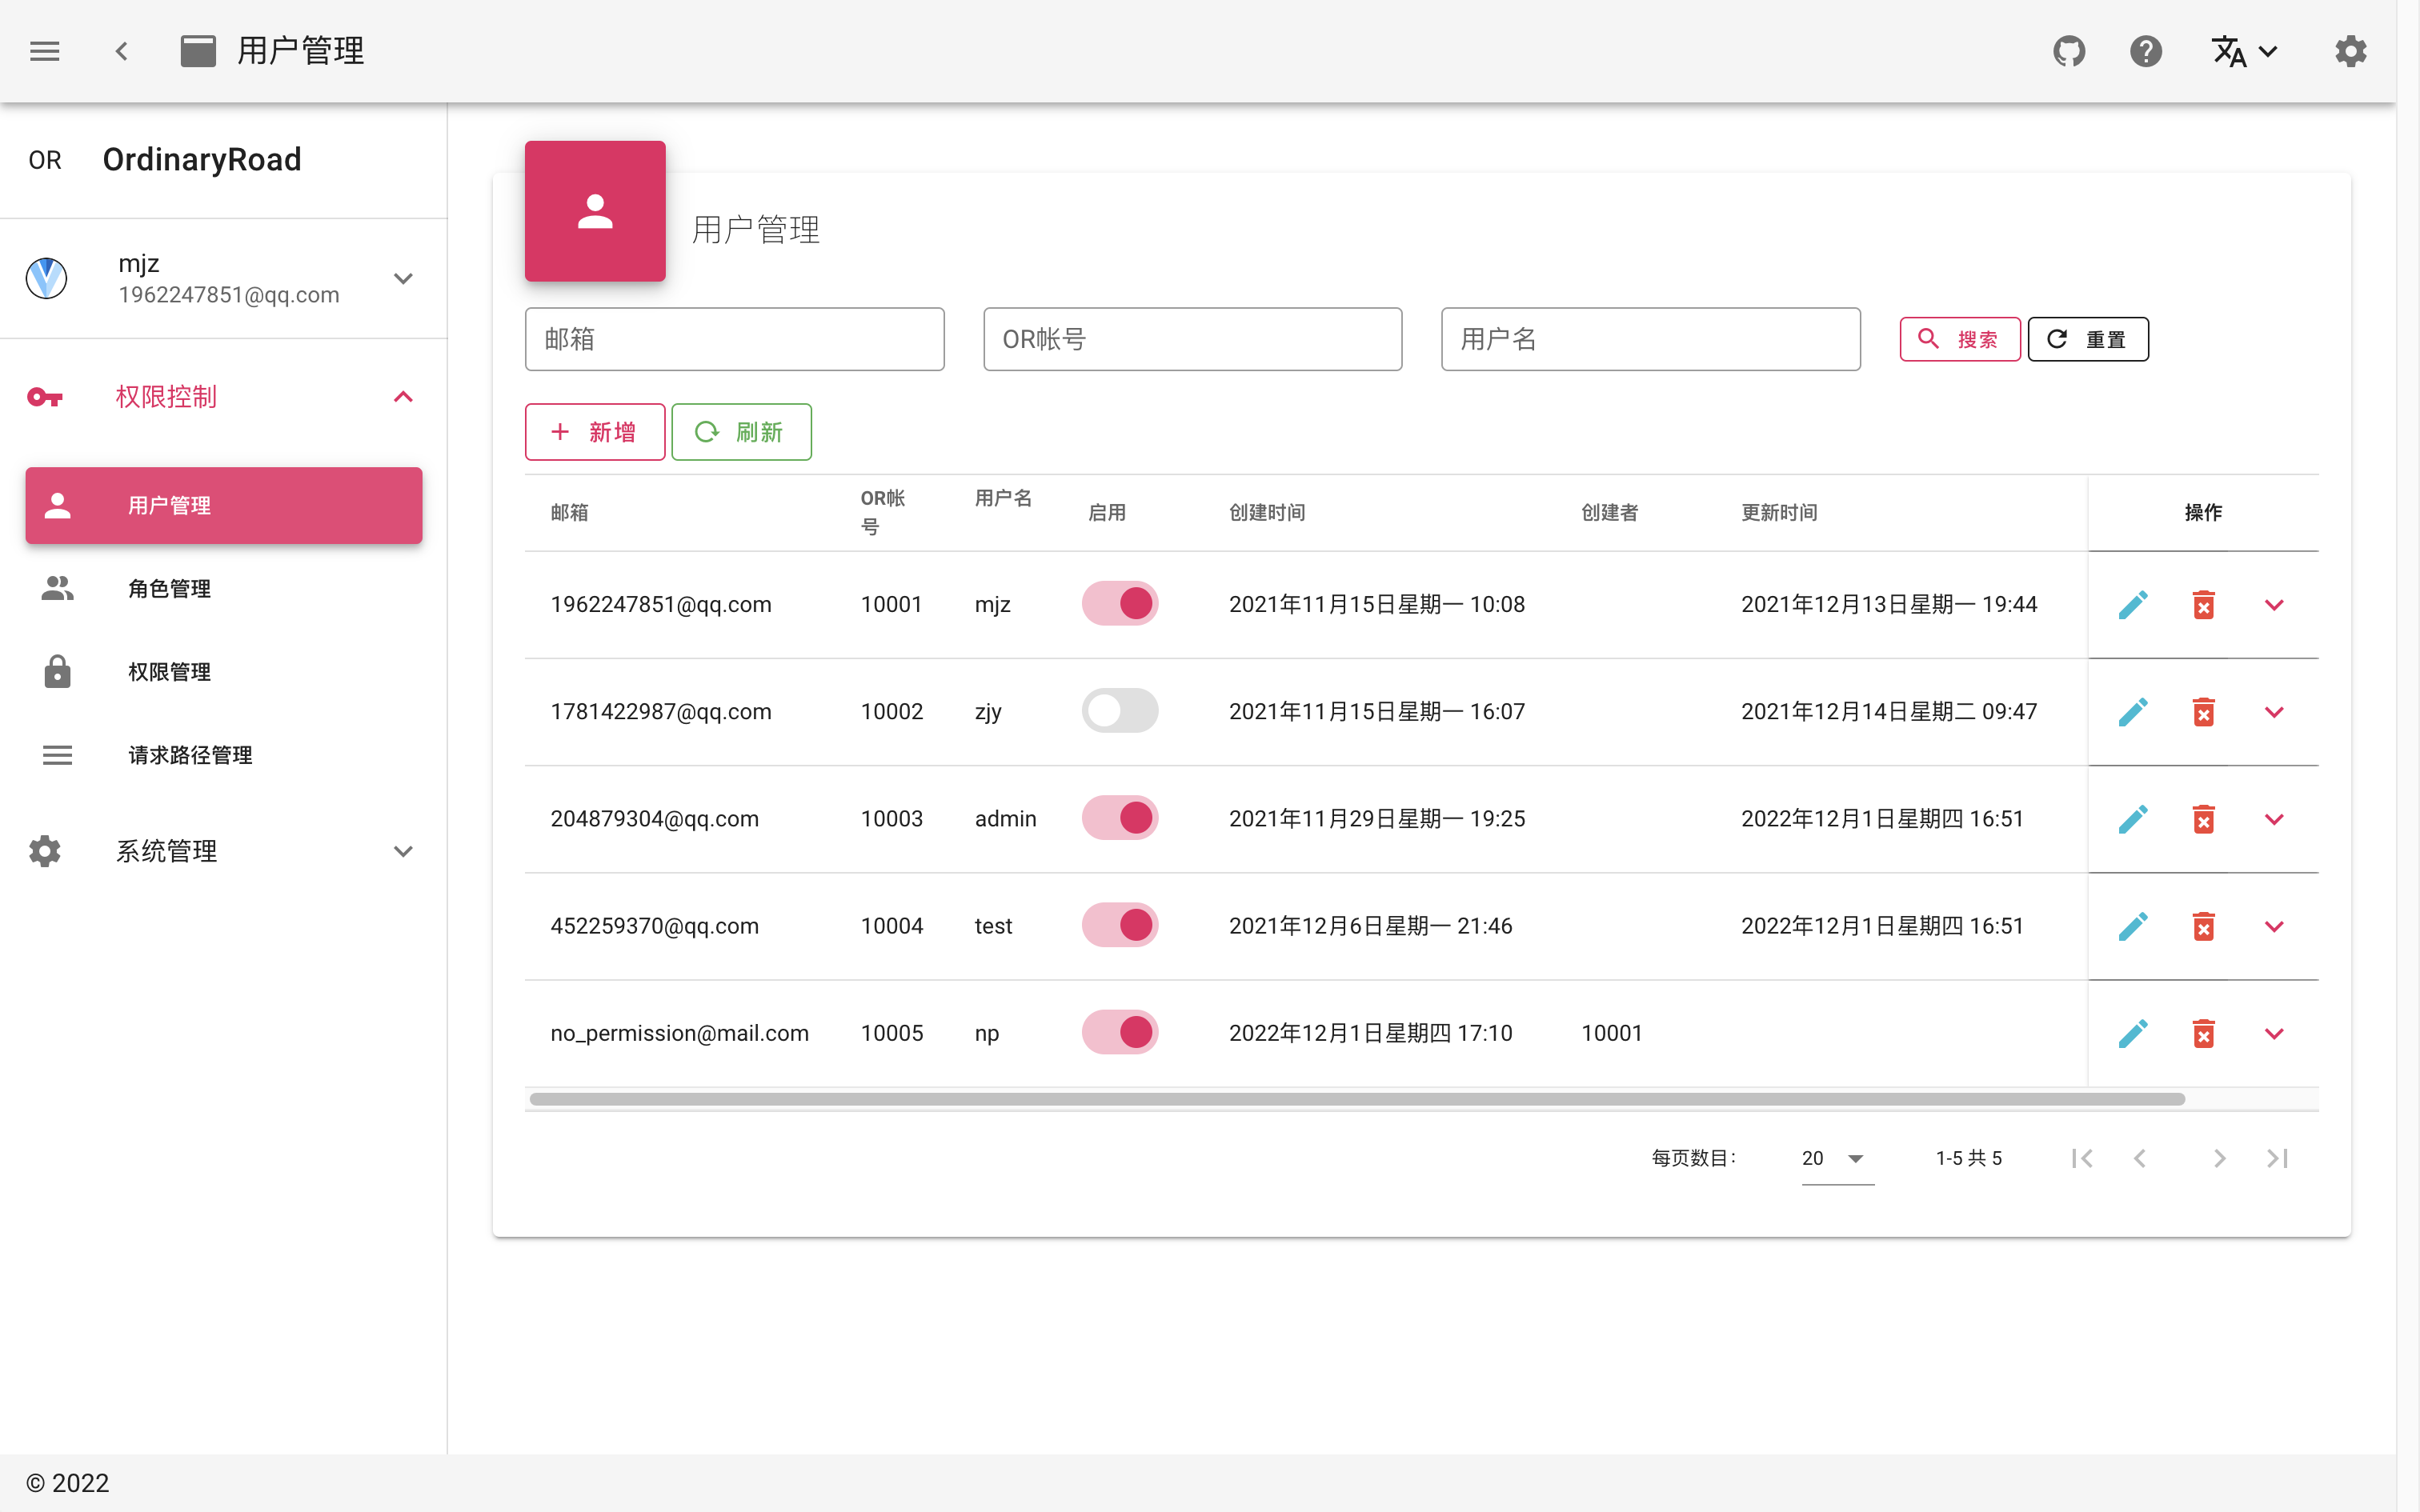 用户管理
OR OrdinaryRoad
mjz
1962247851@qq.com
权限控制
用户管理
角色管理
权限管理
请求路径管理
系统管理
用户管理
邮箱 OR帐号 用户名 搜索 重置
新增 刷新
邮箱 OR帐号 用户名 启用 创建时间 创建者 更新时间 操作
1962247851@qq.com 10001 mjz 2021年11月15日星期一 10:08 2021年12月13日星期一 19:44
1781422987@qq.com 10002 zjy 2021年11月15日星期一 16:07 2021年12月14日星期二 09:47
204879304@qq.com 10003 admin 2021年11月29日星期一 19:25 2022年12月1日星期四 16:51
452259370@qq.com 10004 test 2021年12月6日星期一 21:46 2022年12月1日星期四 16:51
no_permission@mail.com 10005 np 2022年12月1日星期四 17:10 10001
每页数目: 20 1-5 共 5
© 2022